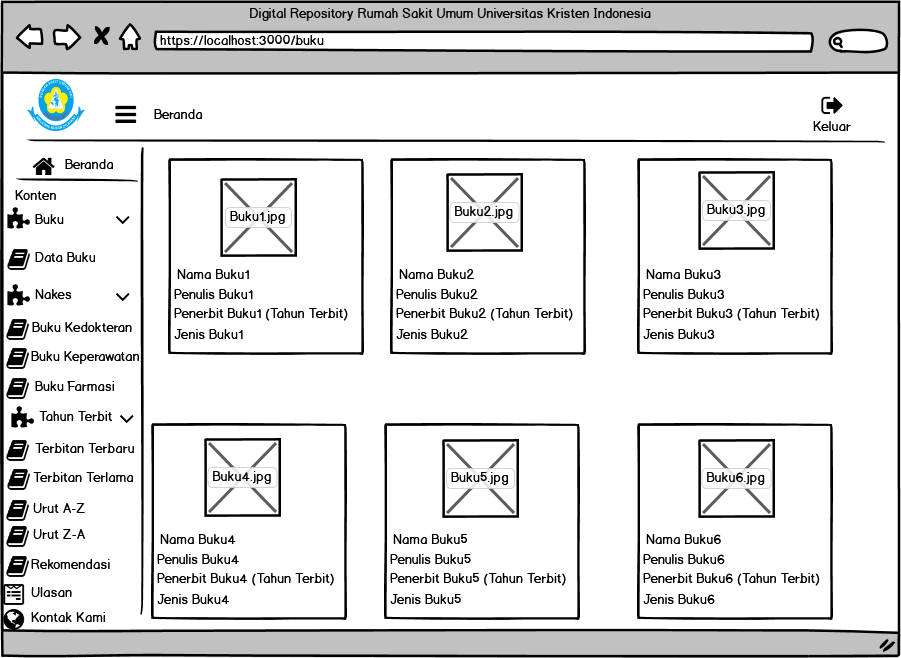 Digital Repository Rumah Sakit Umum Universitas Kristen Indonesia
https://localhost:3000/buku
Beranda
Keluar
Beranda
Konten
Buku
Data Buku
Nakes
Buku Kedokteran
Buku Keperawatan
Buku Farmasi
Tahun Terbit
Terbitan Terbaru
Terbitan Terlama
Urut A-Z
Urut Z-A
Rekomendasi
Ulasan
Kontak Kami
Buku1.jpg
Nama Buku1
Penulis Buku1
Penerbit Buku1 (Tahun Terbit)
Jenis Buku1
Buku2.jpg
Nama Buku2
Penulis Buku2
Penerbit Buku2 (Tahun Terbit)
Jenis Buku2
Buku3.jpg
Nama Buku3
Penulis Buku3
Penerbit Buku3 (Tahun Terbit)
Jenis Buku3
Buku4.jpg
Nama Buku4
Penulis Buku4
Penerbit Buku4 (Tahun Terbit)
Jenis Buku4
Buku5.jpg
Nama Buku5
Penulis Buku5
Penerbit Buku5 (Tahun Terbit)
Jenis Buku5
Buku6.jpg
Nama Buku6
Penulis Buku6
Penerbit Buku6 (Tahun Terbit)
Jenis Buku6